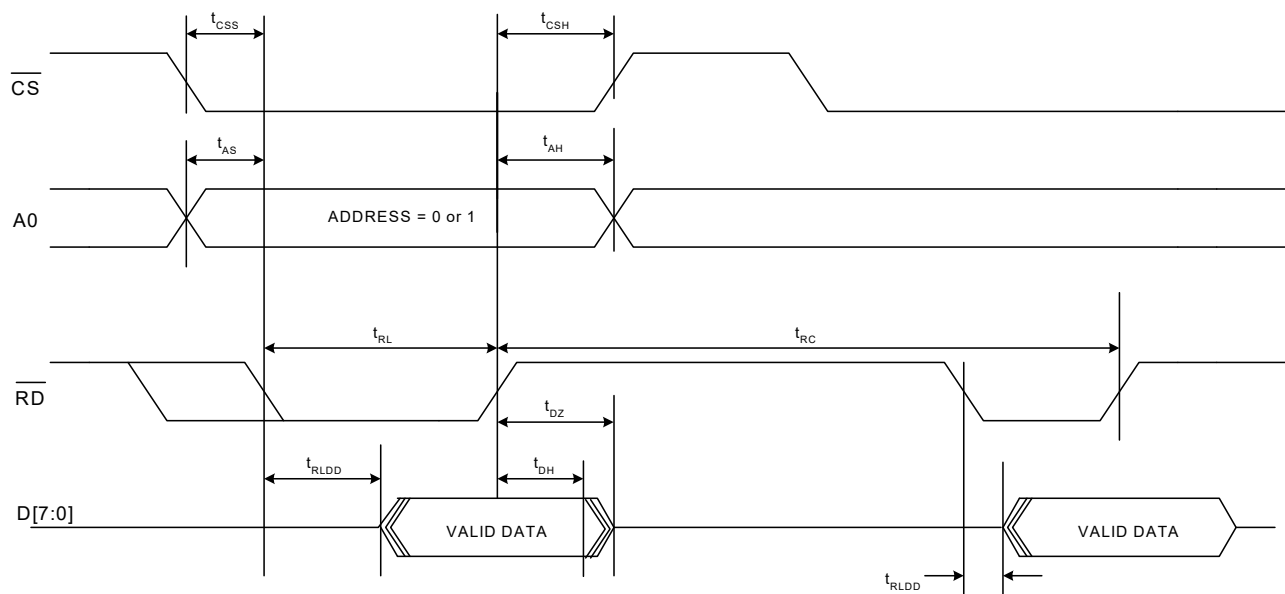 tCSS
tCSH
CS
tAS
tAH
A0
ADDRESS = 0 or 1
tRL
tRC
RD
tDZ
tRLDD
tDH
D[7:0]
VALID DATA
VALID DATA
tRLDD